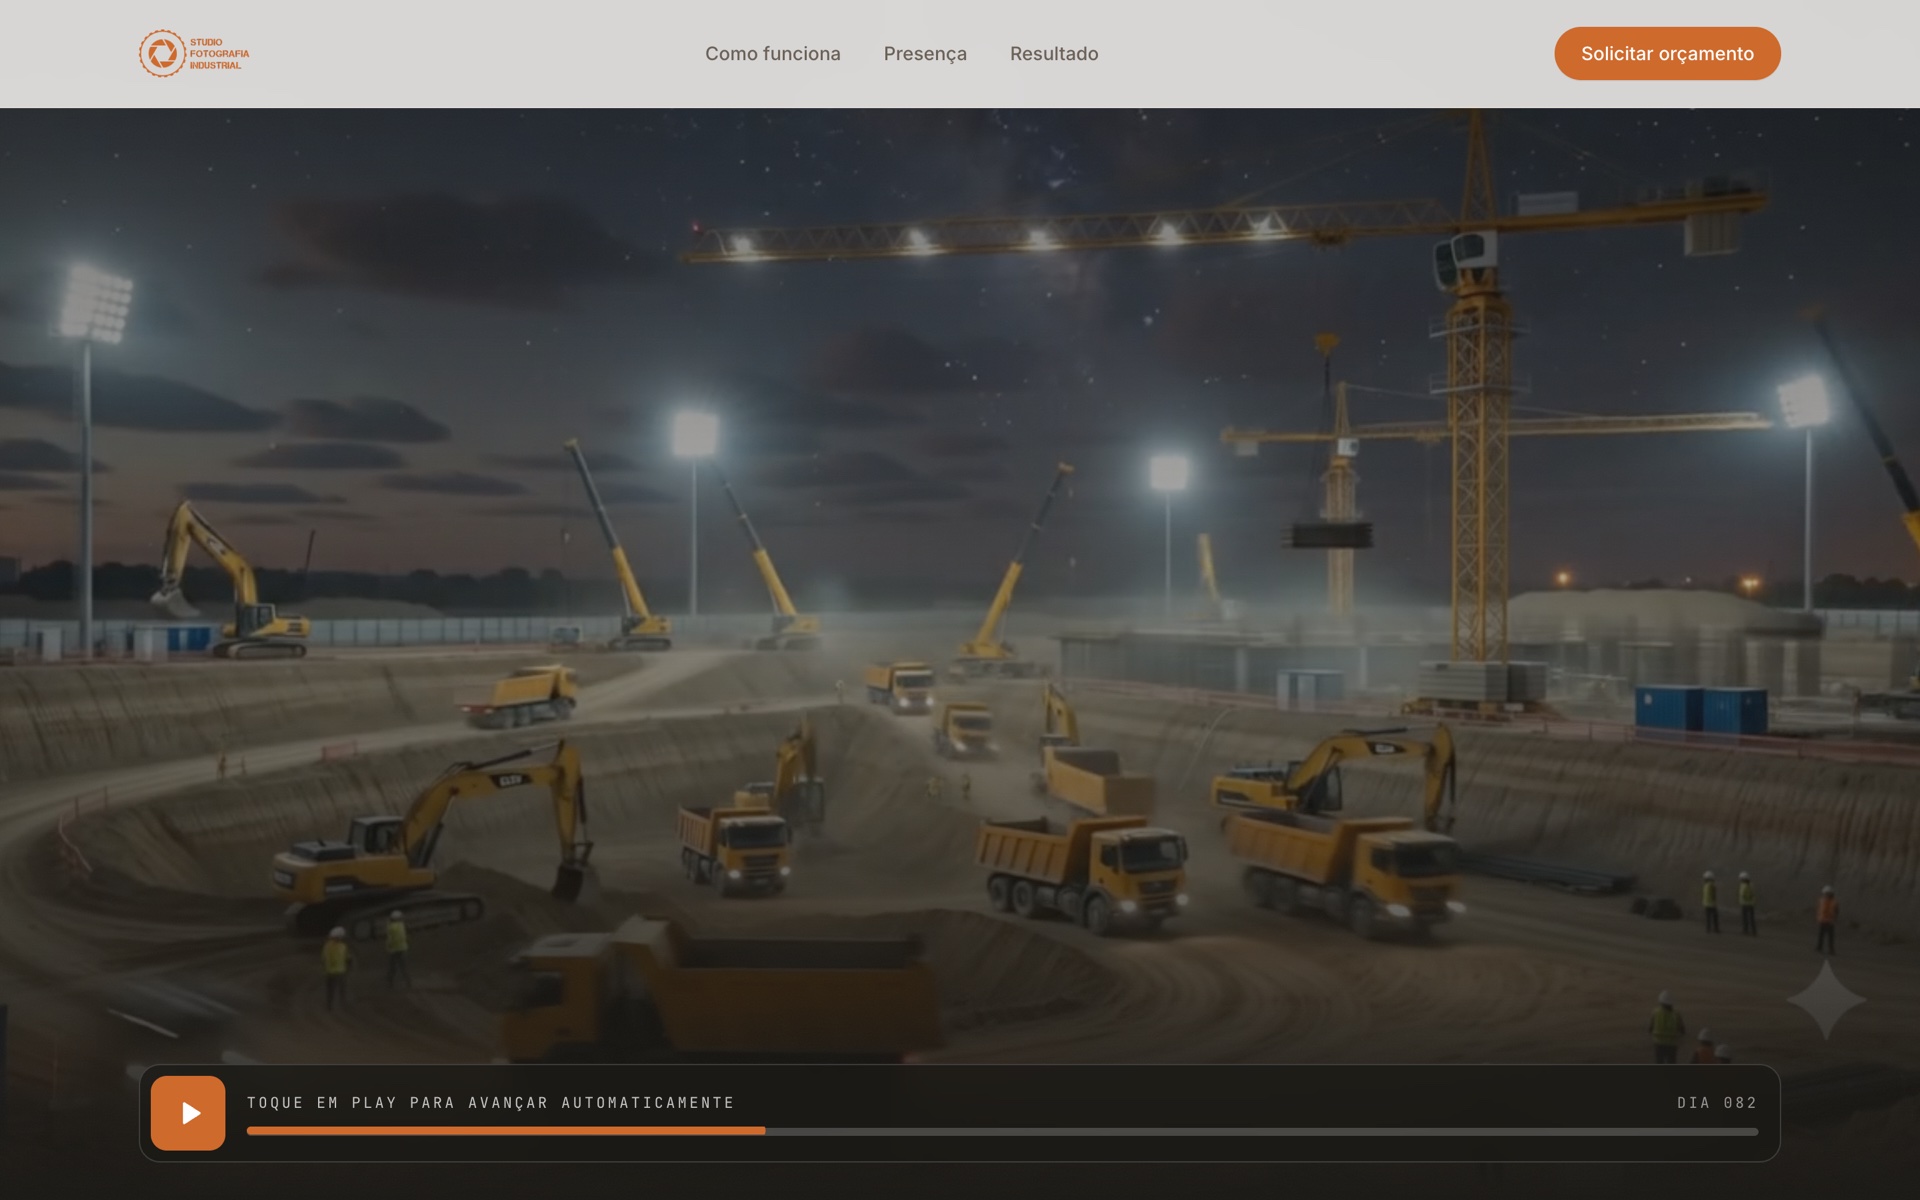 STUDIO
FOTOGRAFIA
INDUSTRIAL
Como funciona
Presença
Resultado
Solicitar orçamento
TOQUE EM PLAY PARA AVANÇAR AUTOMATICAMENTE
DIA 082